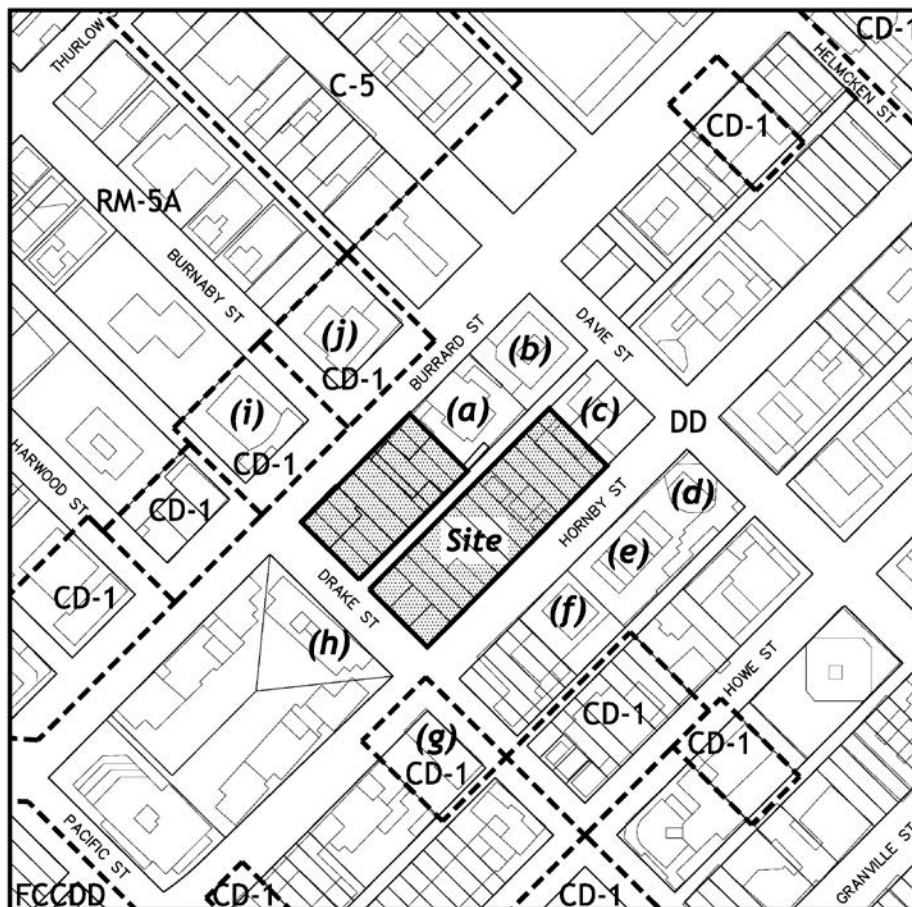 CD-1
THURLOW
HELMCKEN ST
C-5
CD-1
RM-5A
BURNABY ST
DAVIE ST
(j)
BURRARD ST
(b)
CD-1
(a)
(c)
(i)
DD
CD-1
HARWOOD ST
CD-1
HORNBY ST
(d)
Site
(e)
CD-1
DRAKE ST
(f)
(h)
HOWE ST
CD-1
(g)
CD-1
CD-1
PACIFIC ST
GRANVILLE ST
FCCDD
CD-1
CD-1